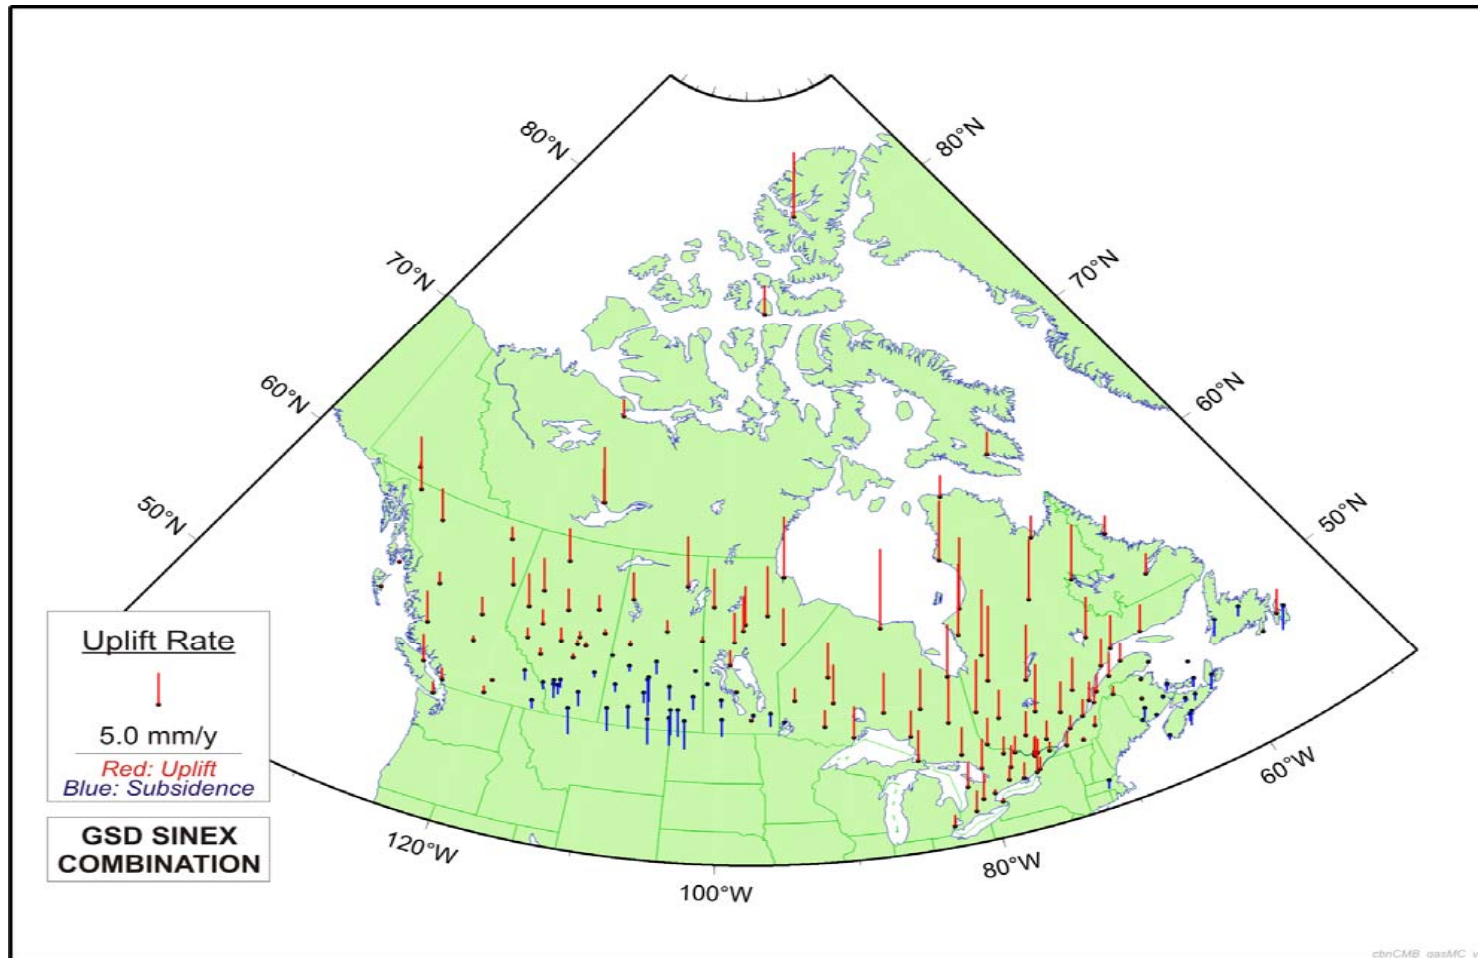 80°N
80°N
70°N
70°N
60°N
60°N
50°N
50°N
Uplift Rate
5.0 mm/y
Red: Uplift
Blue: Subsidence
GSD SINEX
COMBINATION
120°W
100°W
80°W
60°W